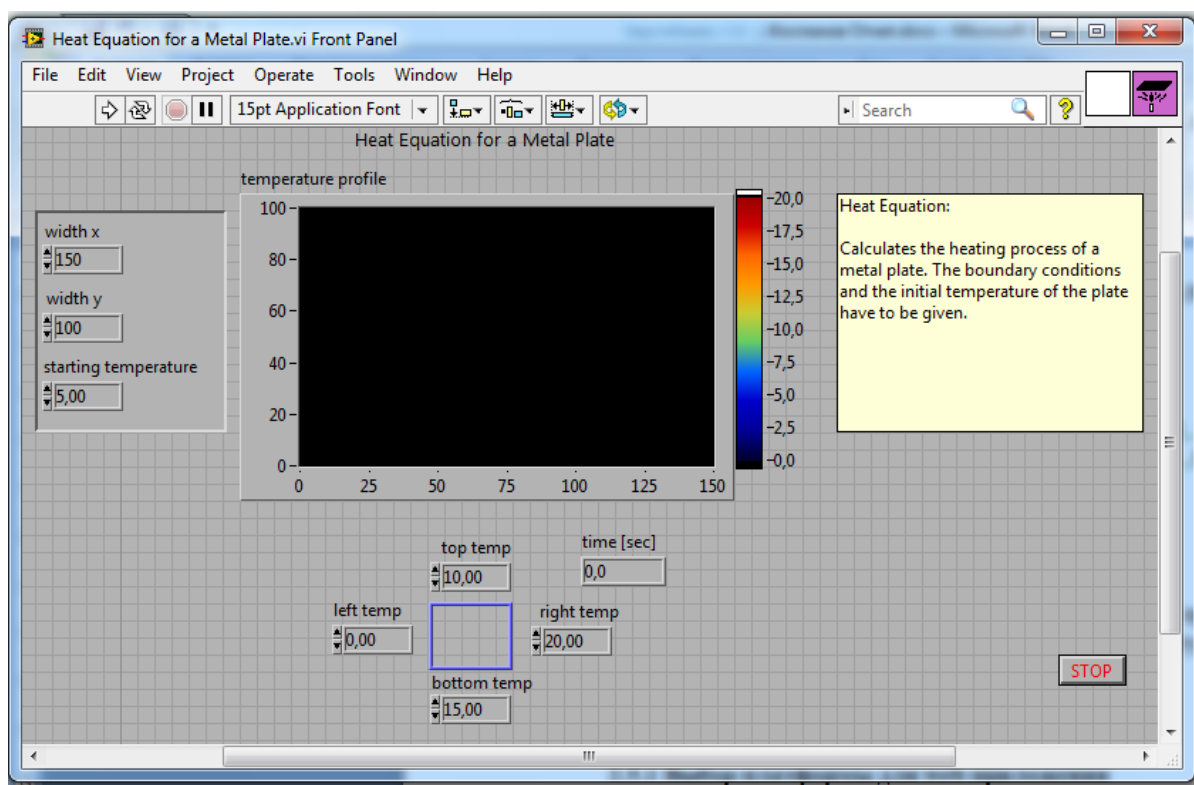 Heat Equation for a Metal Plate.vi Front Panel
File Edit View Project Operate Tools Window Help
15pt Application Font
Search
Heat Equation for a Metal Plate
temperature profile
width x
150
width y
100
starting temperature
5,00
100
80
60
40
20
0
0 25 50 75 100 125 150
20,0
17,5
15,0
12,5
10,0
7,5
5,0
2,5
0,0
Heat Equation:
Calculates the heating process of a
metal plate. The boundary conditions
and the initial temperature of the plate
have to be given.
top temp
10,00
time [sec]
0,0
left temp
0,00
right temp
20,00
bottom temp
15,00
STOP